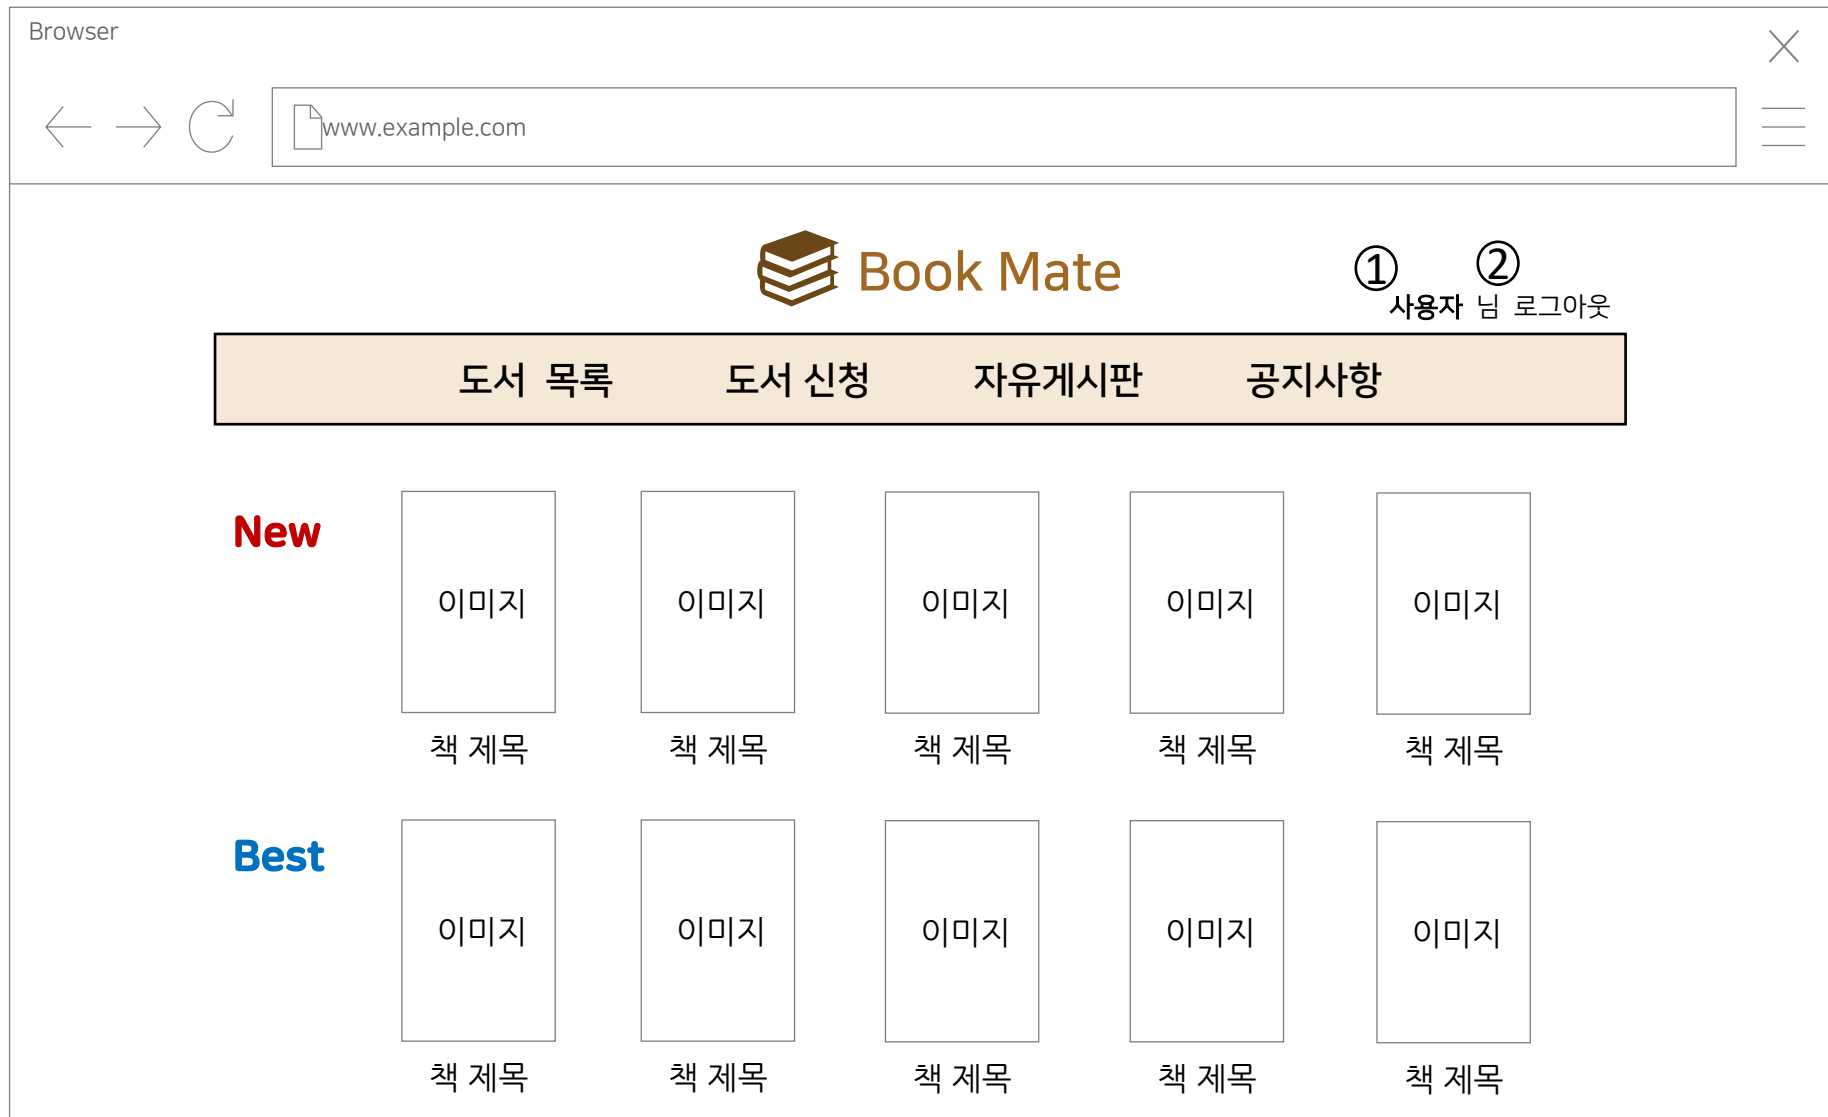 Browser
www.example.com
Book Mate
① ②
사용자 님 로그아웃
도서 목록 도서 신청 자유게시판 공지사항
New
이미지 이미지 이미지 이미지 이미지
책 제목 책 제목 책 제목 책 제목 책 제목
Best
이미지 이미지 이미지 이미지 이미지
책 제목 책 제목 책 제목 책 제목 책 제목